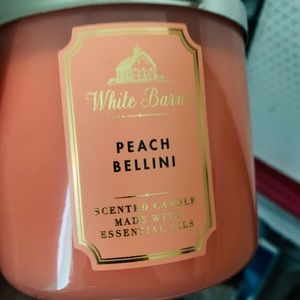 White Barn
PEACH
BELLINI
SCENTED CANDLE
MADE WITH
ESSENTIAL OILS